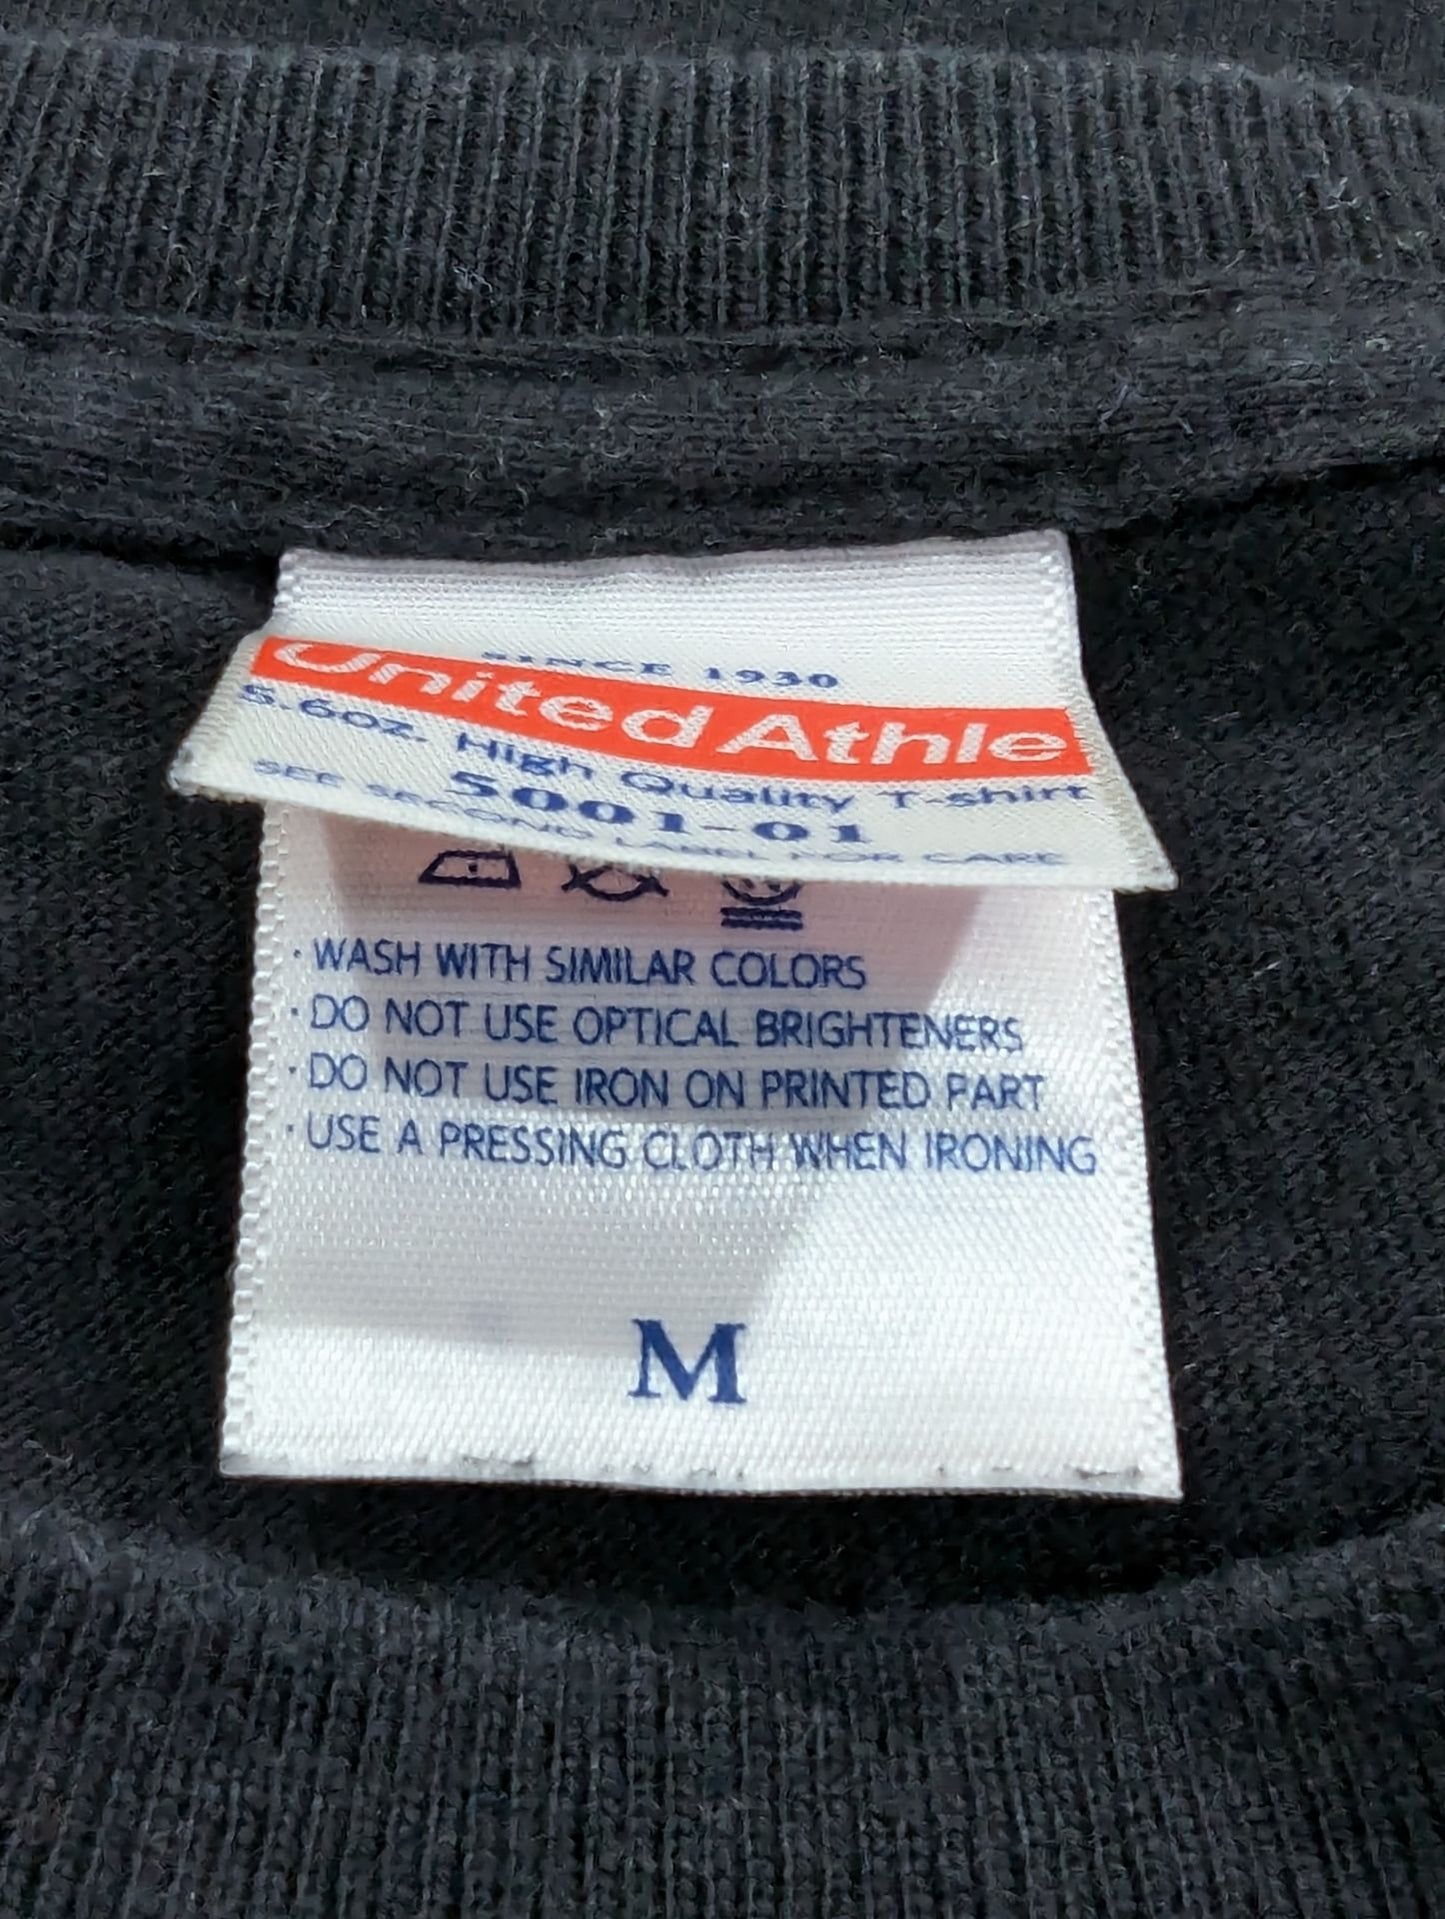 SINCE 1930
United Athle
5.6oz. High Quality T-shirt
5001-01
SEE SECOND LABEL FOR CARE
· WASH WITH SIMILAR COLORS
· DO NOT USE OPTICAL BRIGHTENERS
· DO NOT USE IRON ON PRINTED PART
· USE A PRESSING CLOTH WHEN IRONING
M